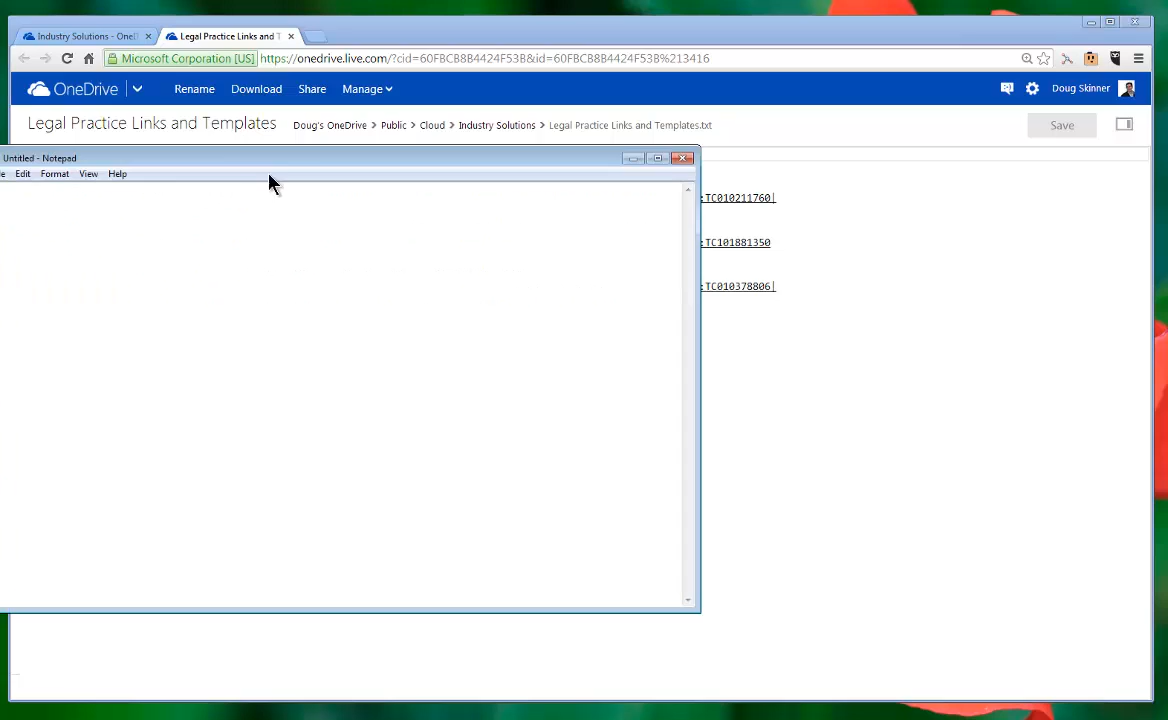 Industry Solutions - OneD
Legal Practice Links and T
Microsoft Corporation [US]
https://onedrive.live.com/?cid=60FBCB8B4424F53B&id=60FBCB8B4424F53B%213416
OneDrive
Rename Download Share Manage
Doug Skinner
Legal Practice Links and Templates
Doug's OneDrive > Public > Cloud > Industry Solutions > Legal Practice Links and Templates.txt
Save
Untitled - Notepad
Edit Format View Help
:TC010211760|
:TC101881350
:TC010378806|